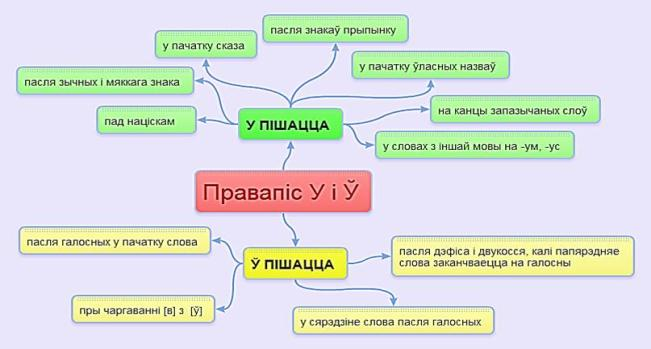 пасля знакаў прыпынку
у пачатку сказа
у пачатку ўласных назваў
пасля зычных і мяккага знака
пад націскам
У ПІШАЦЦА
на канцы запазычаных слоў
у словах з іншай мовы на -ум, -ус
Правапіс У і Ў
пасля галосных у пачатку слова
Ў ПІШАЦЦА
пасля дэфіса і двукосся, калі папярэдняе
слова заканчваецца на галосны
пры чаргаванні [в] з [ў]
у сярэдзіне слова пасля галосных